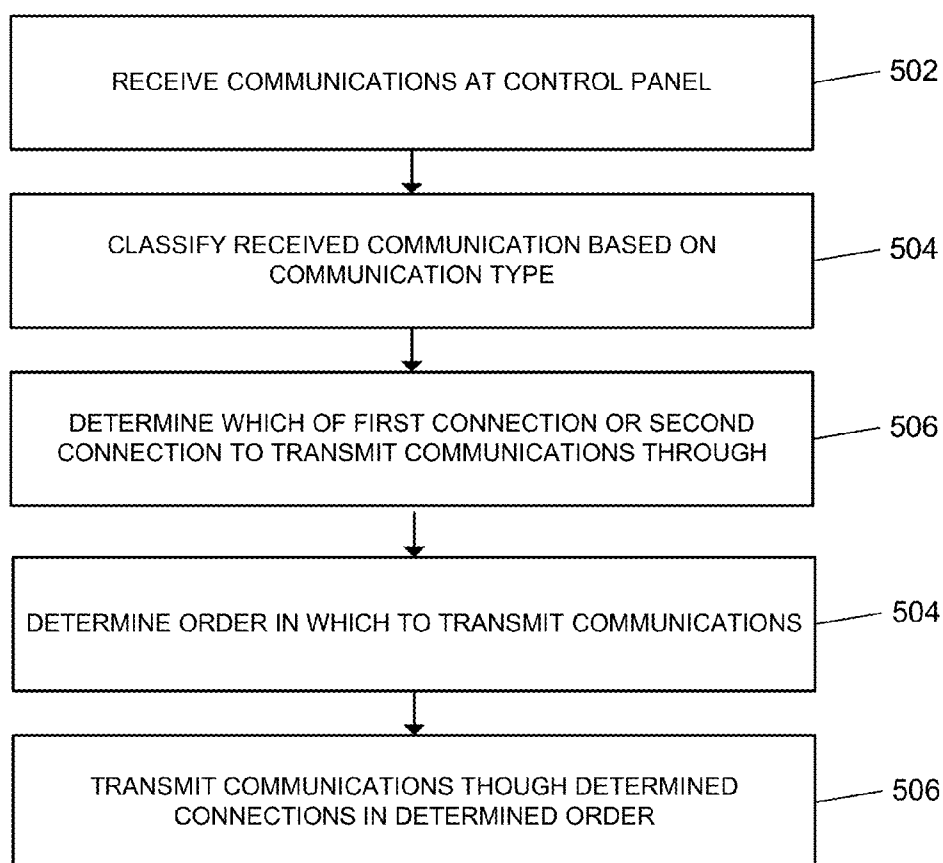 RECEIVE COMMUNICATIONS AT CONTROL PANEL
502
CLASSIFY RECEIVED COMMUNICATION BASED ON
COMMUNICATION TYPE
504
DETERMINE WHICH OF FIRST CONNECTION OR SECOND
CONNECTION TO TRANSMIT COMMUNICATIONS THROUGH
506
DETERMINE ORDER IN WHICH TO TRANSMIT COMMUNICATIONS
504
TRANSMIT COMMUNICATIONS THOUGH DETERMINED
CONNECTIONS IN DETERMINED ORDER
506